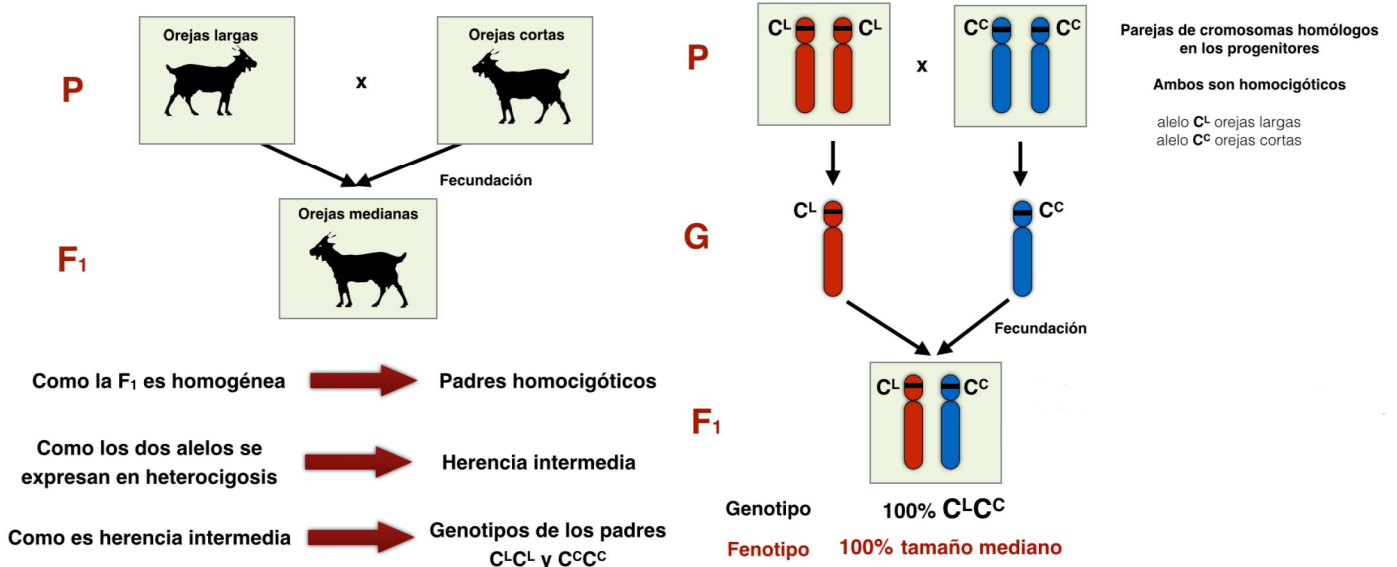 Orejas largas
Orejas cortas
P
x
Fecundación
Orejas medianas
F₁
Como la F₁ es homogénea
Padres homocigóticos
Como los dos alelos se
expresan en heterocigosis
Herencia intermedia
Como es herencia intermedia
Genotipos de los padres
CᴸCᴸ y CᶜCᶜ
P
Cᴸ Cᴸ
x
Cᶜ Cᶜ
Parejas de cromosomas homólogos
en los progenitores
Ambos son homocigóticos
alelo Cᴸ orejas largas
alelo Cᶜ orejas cortas
G
Cᴸ
Cᶜ
Fecundación
F₁
Cᴸ Cᶜ
Genotipo 100% CᴸCᶜ
Fenotipo 100% tamaño mediano